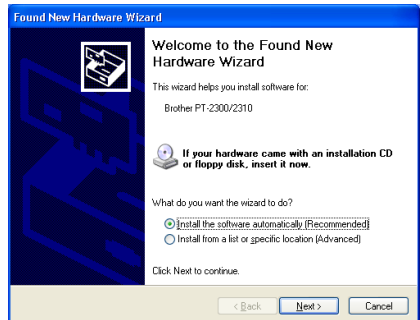 Found New Hardware Wizard
Welcome to the Found New
Hardware Wizard
This wizard helps you install software for:
Brother PT-2300/2310
If your hardware came with an installation CD
or floppy disk, insert it now.
What do you want the wizard to do?
Install the software automatically (Recommended)
Install from a list or specific location (Advanced)
Click Next to continue.
< Back Next > Cancel